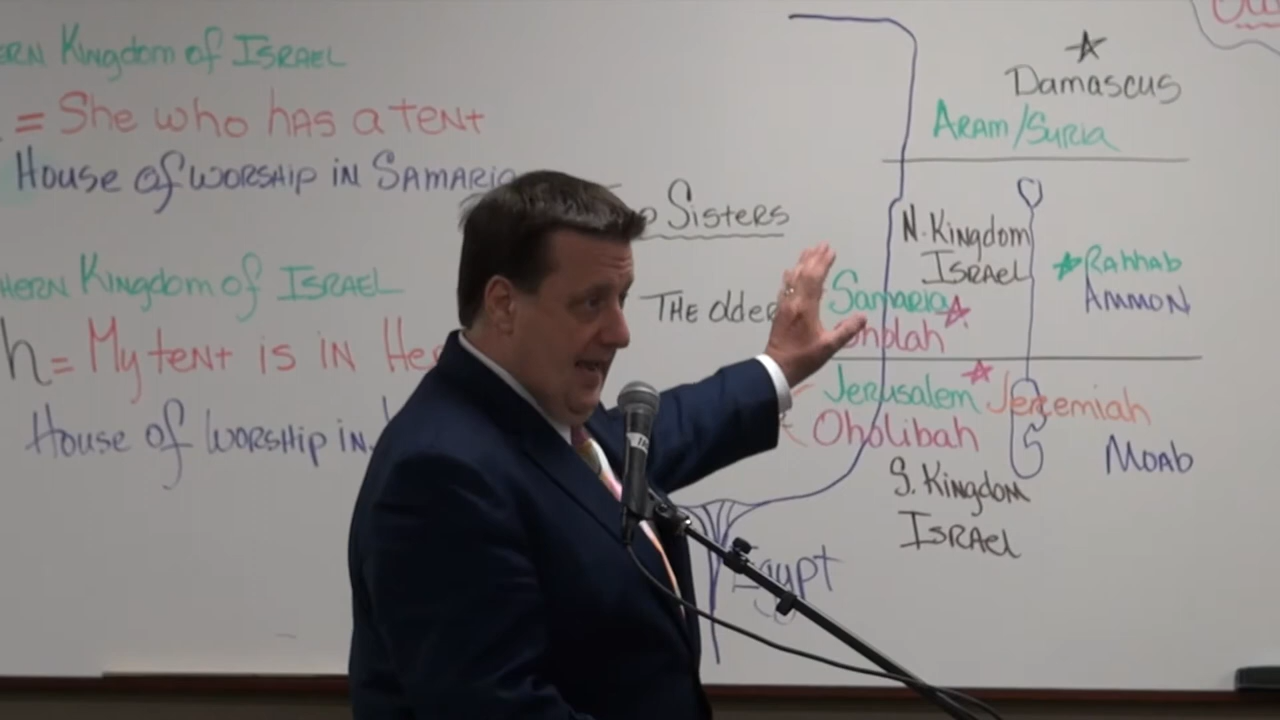 Kingdom of ISRAEL
= She who has a tent
House of worship in Samaria
Kingdom of ISRAEL
h = My tent is in
House of worship in
Sisters
The older
Damascus
Aram/Syria
N. Kingdom
ISRAEL
Rahhab
Ammon
Samaria
holah
Jerusalem
Jeremiah
Oholibah
Moab
S. Kingdom
ISRAEL
Egypt